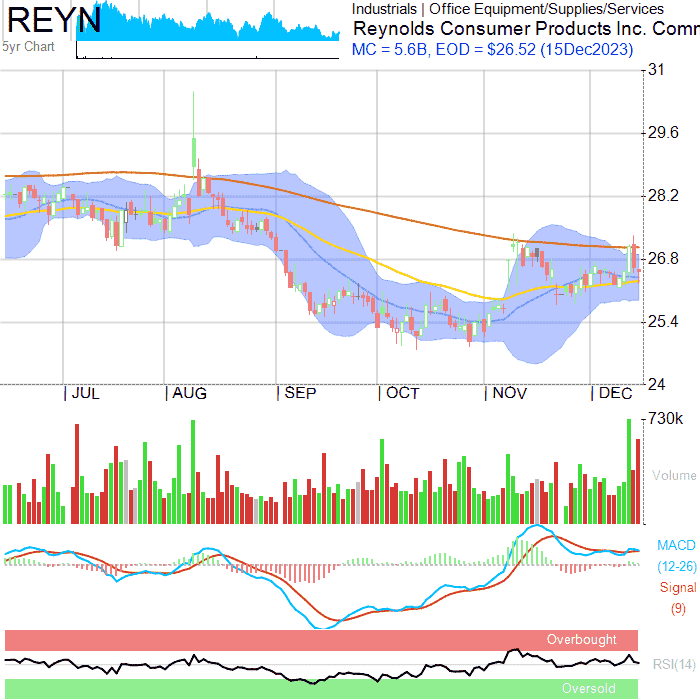 REYN
5yr Chart
Industrials | Office Equipment/Supplies/Services
Reynolds Consumer Products Inc. Comm
MC = 5.6B, EOD = $26.52 (15Dec2023)
31
29.6
28.2
26.8
25.4
24
| JUL | AUG | SEP | OCT | NOV | DEC
730k
Volume
MACD
(12-26)
Signal
(9)
Overbought
RSI(14)
Oversold